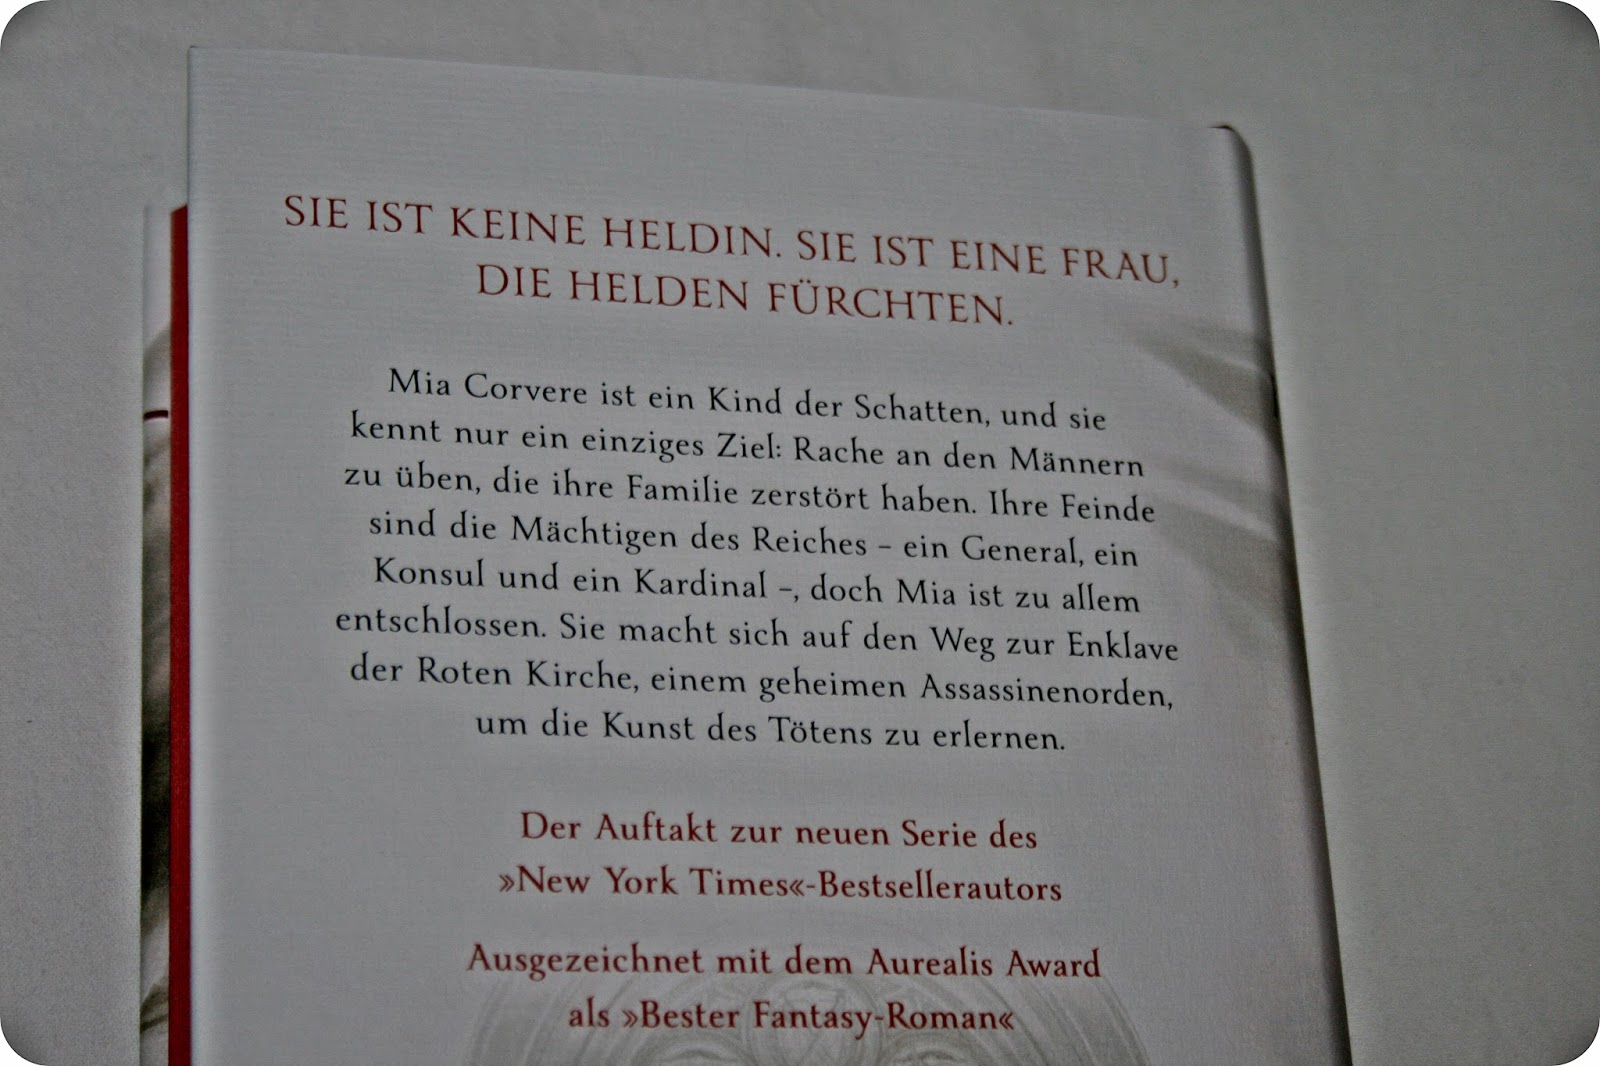 SIE IST KEINE HELDIN. SIE IST EINE FRAU,
DIE HELDEN FÜRCHTEN.
Mia Corvere ist ein Kind der Schatten, und sie
kennt nur ein einziges Ziel: Rache an den Männern
zu üben, die ihre Familie zerstört haben. Ihre Feinde
sind die Mächtigen des Reiches – ein General, ein
Konsul und ein Kardinal –, doch Mia ist zu allem
entschlossen. Sie macht sich auf den Weg zur Enklave
der Roten Kirche, einem geheimen Assassinenorden,
um die Kunst des Tötens zu erlernen.
Der Auftakt zur neuen Serie des
»New York Times«-Bestsellerautors
Ausgezeichnet mit dem Aurealis Award
als »Bester Fantasy-Roman«